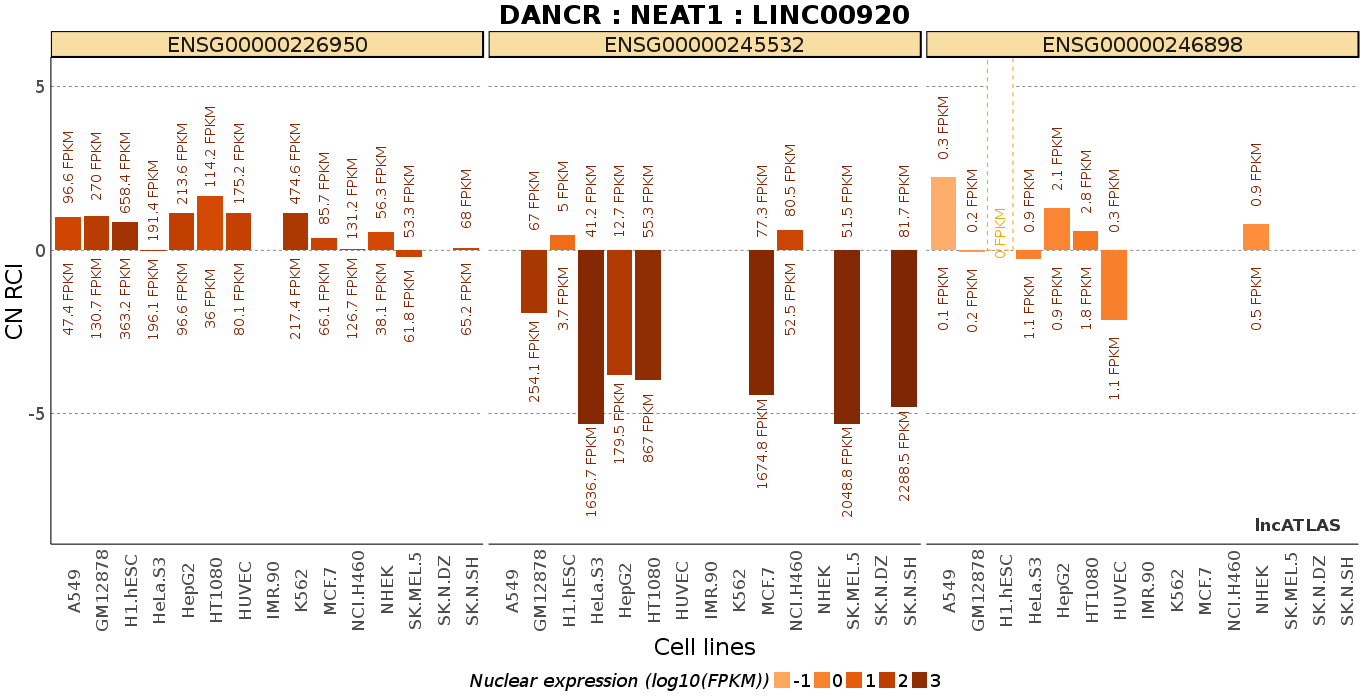 DANCR : NEAT1 : LINC00920
ENSG00000226950 ENSG00000245532 ENSG00000246898
CN RCI
5
0
-5
96.6 FPKM 270 FPKM 658.4 FPKM 191.4 FPKM 213.6 FPKM 114.2 FPKM 175.2 FPKM 474.6 FPKM 85.7 FPKM 131.2 FPKM 56.3 FPKM 53.3 FPKM 68 FPKM
47.4 FPKM 130.7 FPKM 363.2 FPKM 196.1 FPKM 96.6 FPKM 36 FPKM 80.1 FPKM 217.4 FPKM 66.1 FPKM 126.7 FPKM 38.1 FPKM 61.8 FPKM 65.2 FPKM
67 FPKM 5 FPKM 41.2 FPKM 12.7 FPKM 55.3 FPKM 77.3 FPKM 80.5 FPKM 51.5 FPKM 81.7 FPKM
254.1 FPKM 3.7 FPKM 1636.7 FPKM 179.5 FPKM 867 FPKM 1674.8 FPKM 52.5 FPKM 2048.8 FPKM 2288.5 FPKM
0.3 FPKM 0.2 FPKM 0 FPKM 0.9 FPKM 2.1 FPKM 2.8 FPKM 0.3 FPKM 0.9 FPKM
0.1 FPKM 0.2 FPKM 1.1 FPKM 0.9 FPKM 1.8 FPKM 1.1 FPKM 0.5 FPKM
lncATLAS
A549 GM12878 H1.hESC HeLa.S3 HepG2 HT1080 HUVEC IMR.90 K562 MCF.7 NCI.H460 NHEK SK.MEL.5 SK.N.DZ SK.N.SH
A549 GM12878 H1.hESC HeLa.S3 HepG2 HT1080 HUVEC IMR.90 K562 MCF.7 NCI.H460 NHEK SK.MEL.5 SK.N.DZ SK.N.SH
A549 GM12878 H1.hESC HeLa.S3 HepG2 HT1080 HUVEC IMR.90 K562 MCF.7 NCI.H460 NHEK SK.MEL.5 SK.N.DZ SK.N.SH
Cell lines
Nuclear expression (log10(FPKM)) -1 0 1 2 3